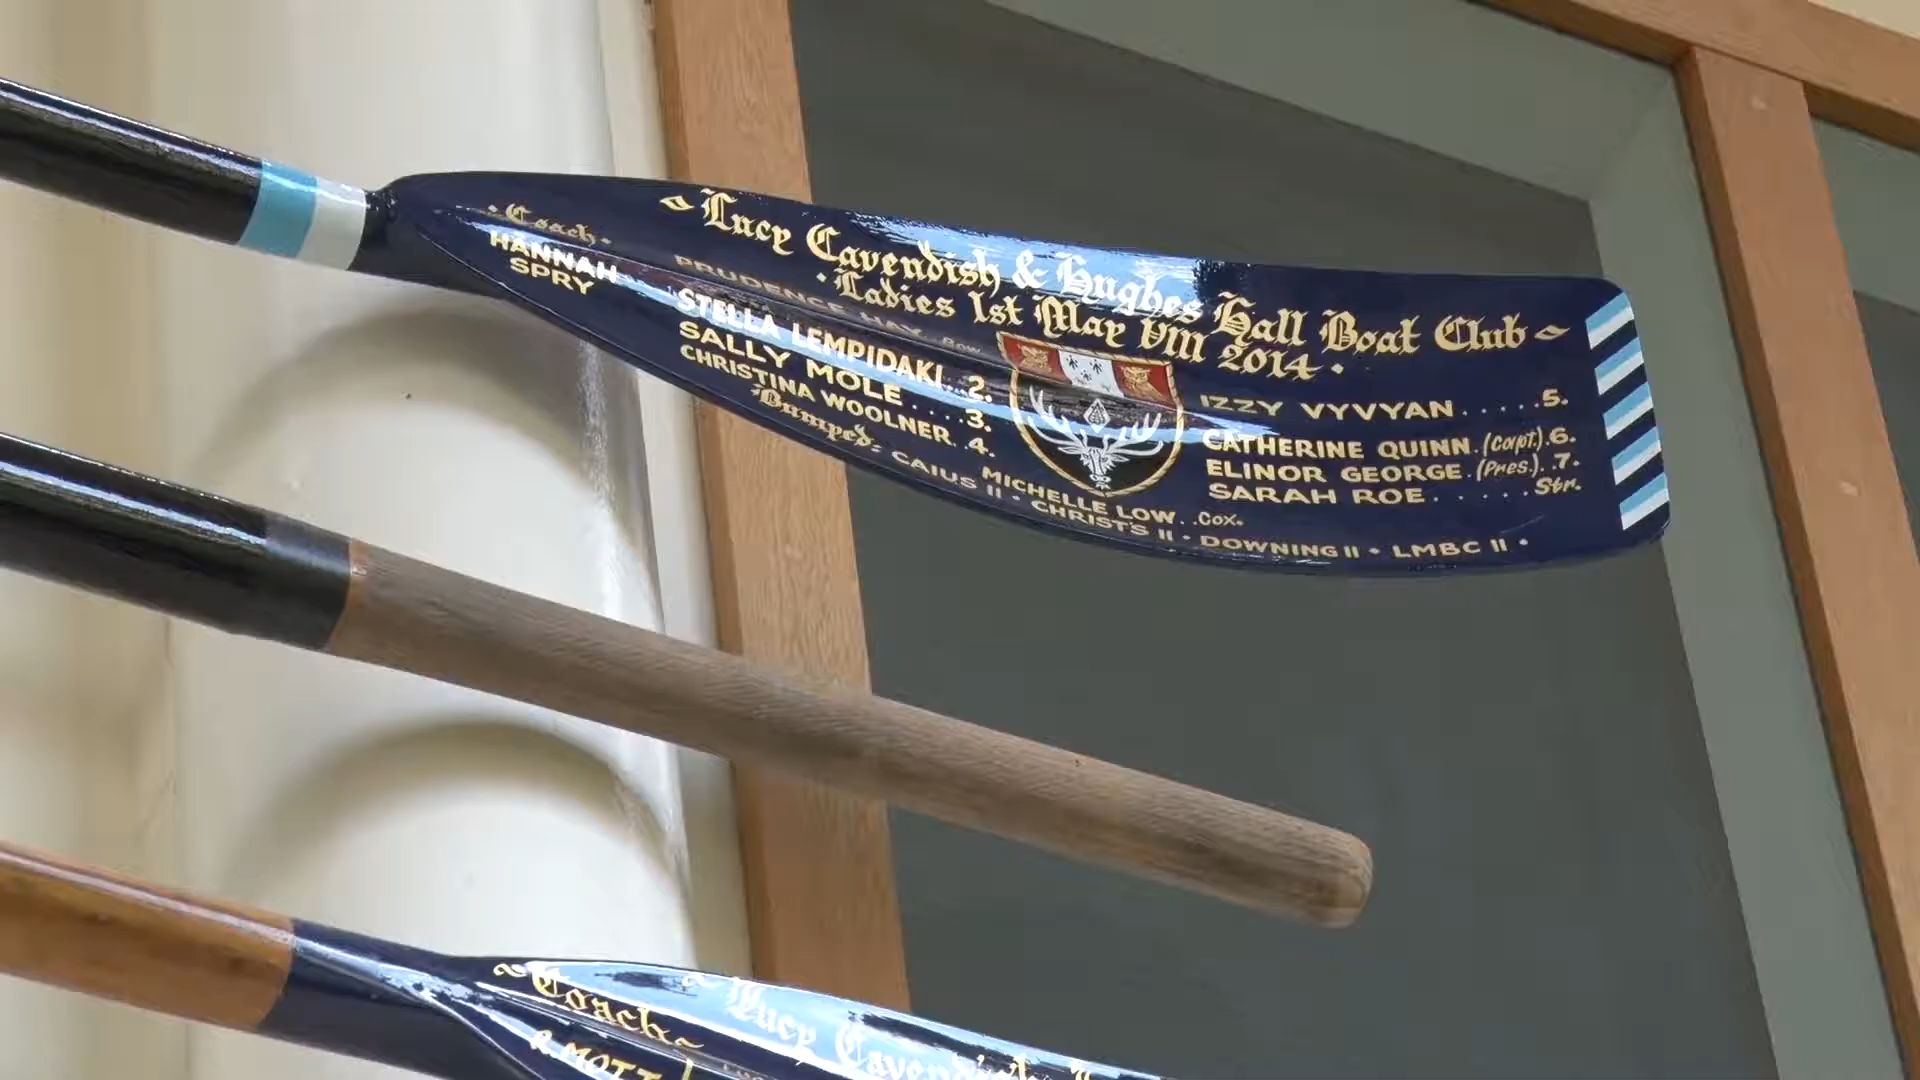 ~ Lucy Cavendish & Hughes Hall Boat Club ~
• Ladies 1st May VIII 2014 •
• Coach •
HANNAH
SPRY
PRUDENCE HAY Bow
STELLA LEMPIDAKI..2.
SALLY MOLE....3.
CHRISTINA WOOLNER..4.
IZZY VYVYAN.....5.
CATHERINE QUINN.(Capt.).6.
ELINOR GEORGE.(Pres.)..7.
SARAH ROE......Str.
MICHELLE LOW..Cox.
Bumped: CAIUS II • CHRIST'S II • DOWNING II • LMBC II •
~ Coach ~
R. MOTT
~ Lucy Cavendish